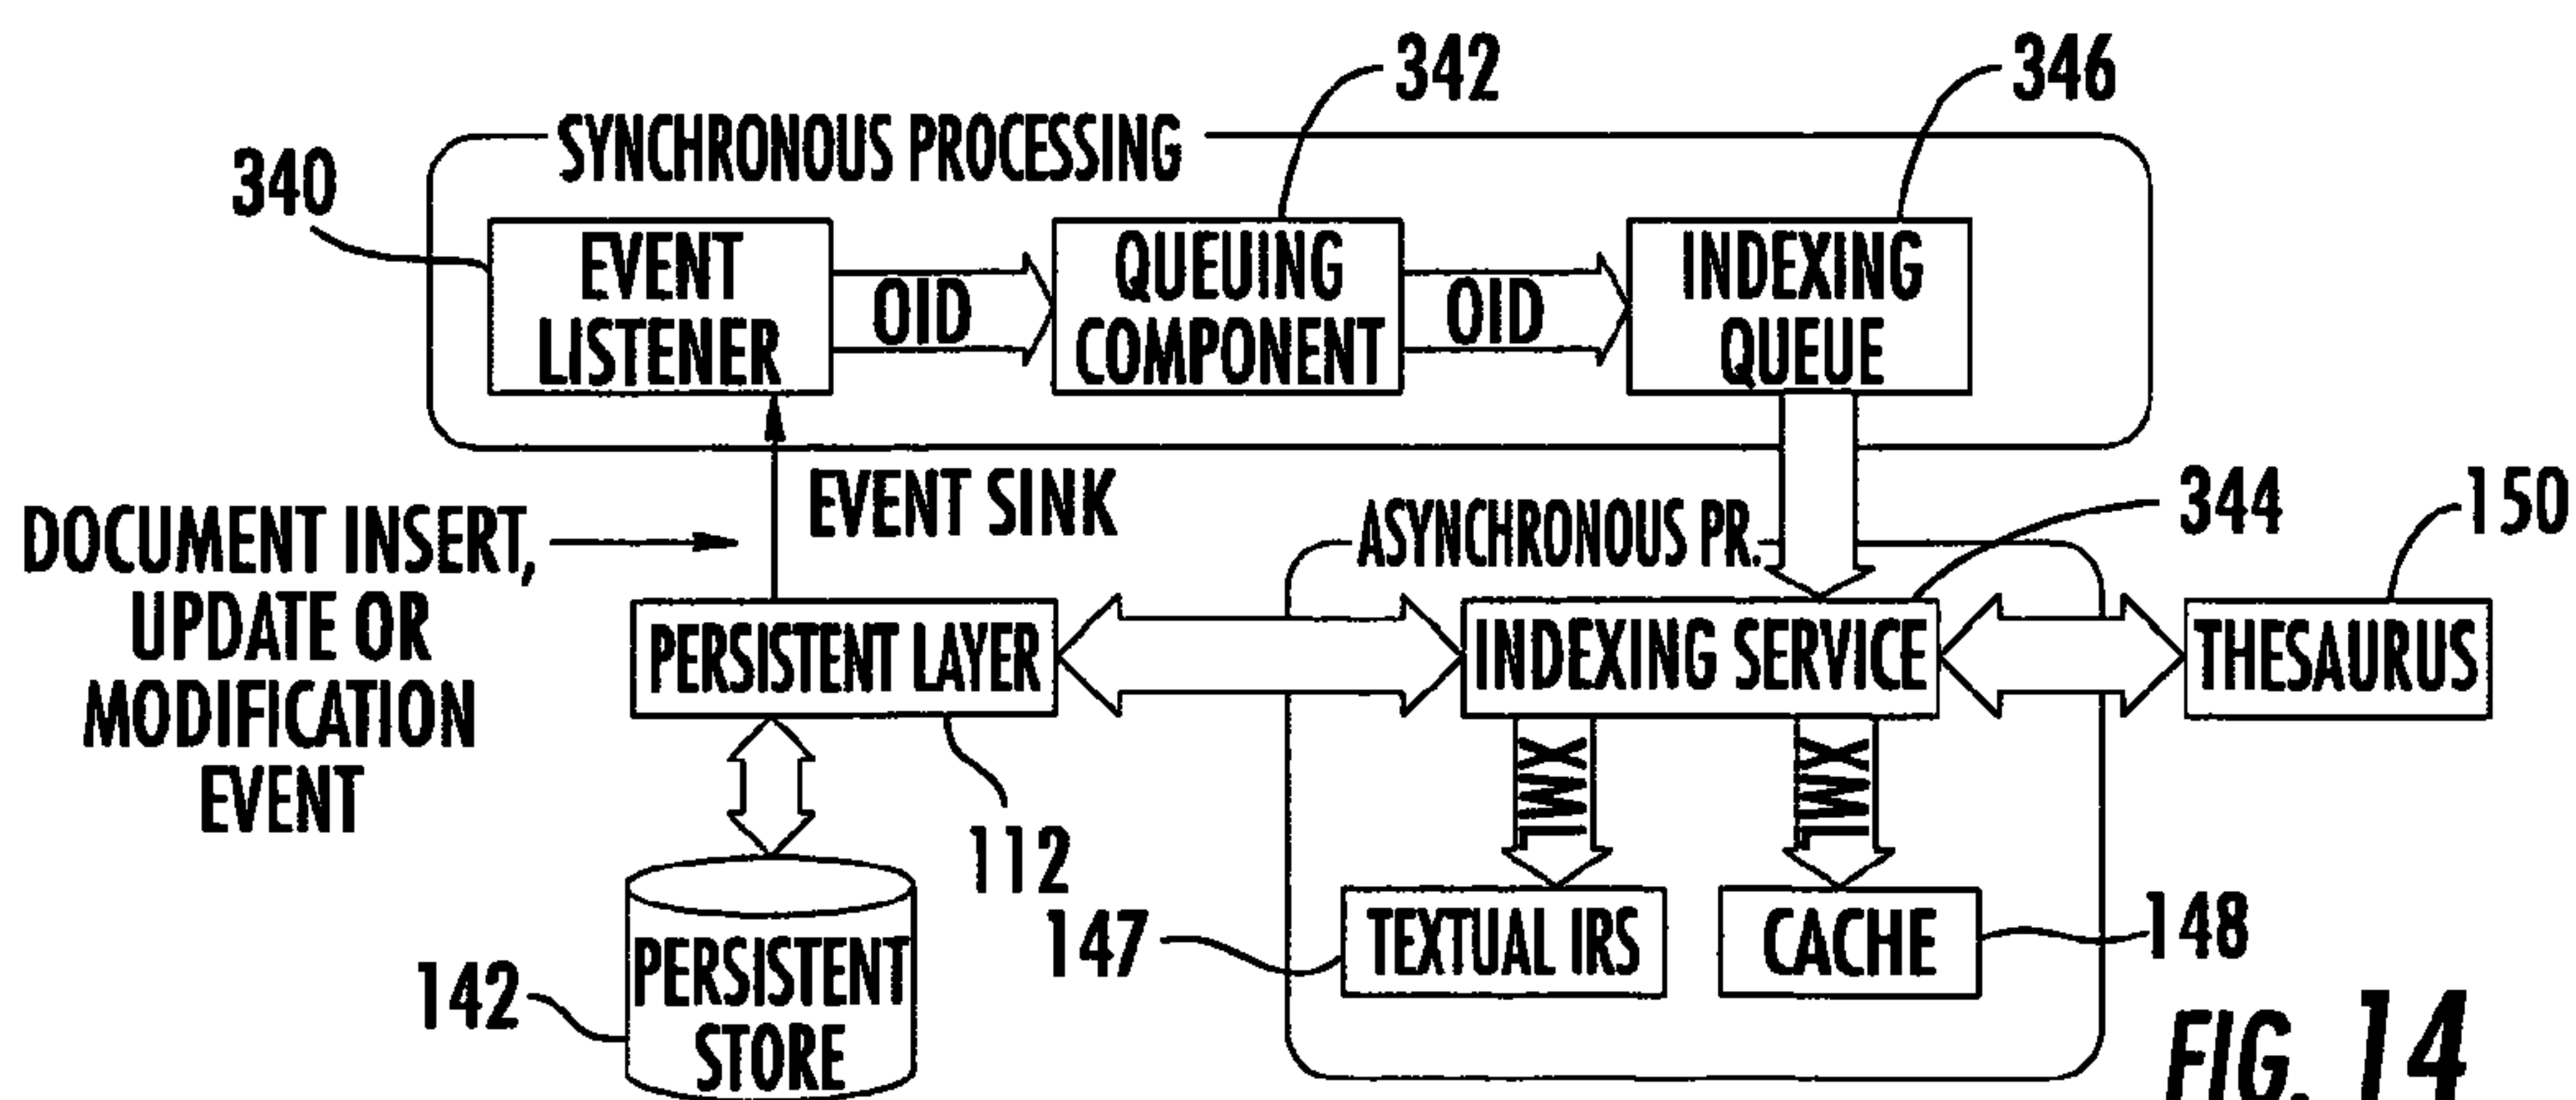 342
346
SYNCHRONOUS PROCESSING
340
EVENT
LISTENER
OID
QUEUING
COMPONENT
OID
INDEXING
QUEUE
DOCUMENT INSERT,
UPDATE OR
MODIFICATION
EVENT
EVENT SINK
ASYNCHRONOUS PR.
344
150
PERSISTENT LAYER
INDEXING SERVICE
THESAURUS
XML
XML
112
147
TEXTUAL IRS
CACHE
148
142
PERSISTENT
STORE
FIG. 14